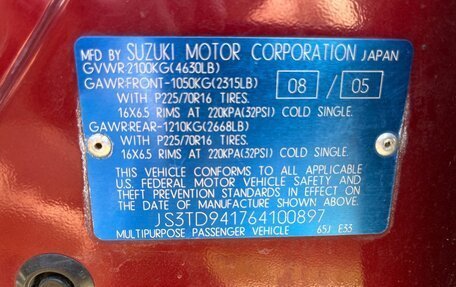 MFD BY SUZUKI MOTOR CORPORATION JAPAN
GVWR:2100KG(4630LB)
GAWR:FRONT-1050KG(2315LB) 08 / 05
WITH P225/70R16 TIRES.
16X6.5 RIMS AT 220KPA(32PSI) COLD SINGLE.
GAWR:REAR-1210KG(2668LB)
WITH P225/70R16 TIRES.
16X6.5 RIMS AT 220KPA(32PSI) COLD SINGLE.
THIS VEHICLE CONFORMS TO ALL APPLICABLE
U.S. FEDERAL MOTOR VEHICLE SAFETY AND
THEFT PREVENTION STANDARDS IN EFFECT ON
THE DATE OF MANUFACTURE SHOWN ABOVE.
JS3TD941764100897
MULTIPURPOSE PASSENGER VEHICLE 65J E33